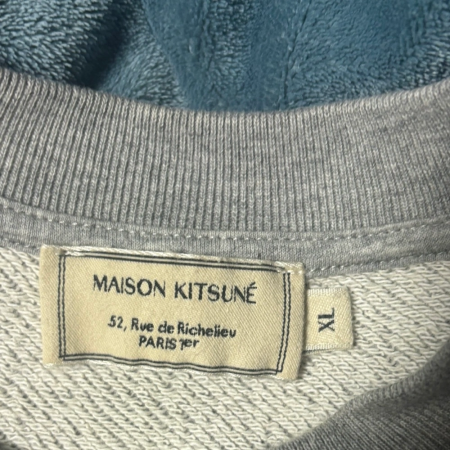 MAISON KITSUNÉ
52, Rue de Richelieu
PARIS 1er
XL